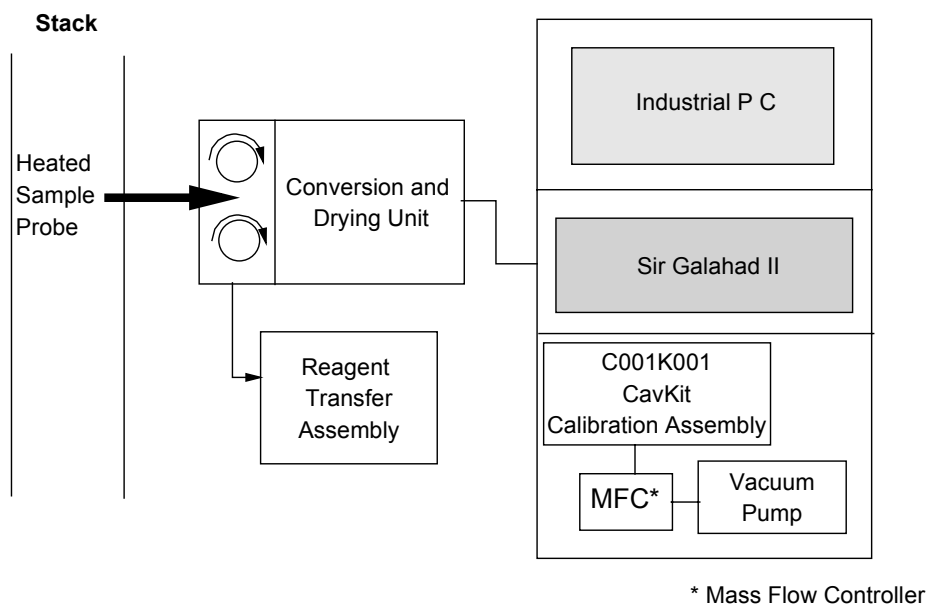 Stack
Heated
Sample
Probe
Conversion and
Drying Unit
Reagent
Transfer
Assembly
Industrial P C
Sir Galahad II
C001K001
CavKit
Calibration Assembly
MFC*
Vacuum
Pump
* Mass Flow Controller